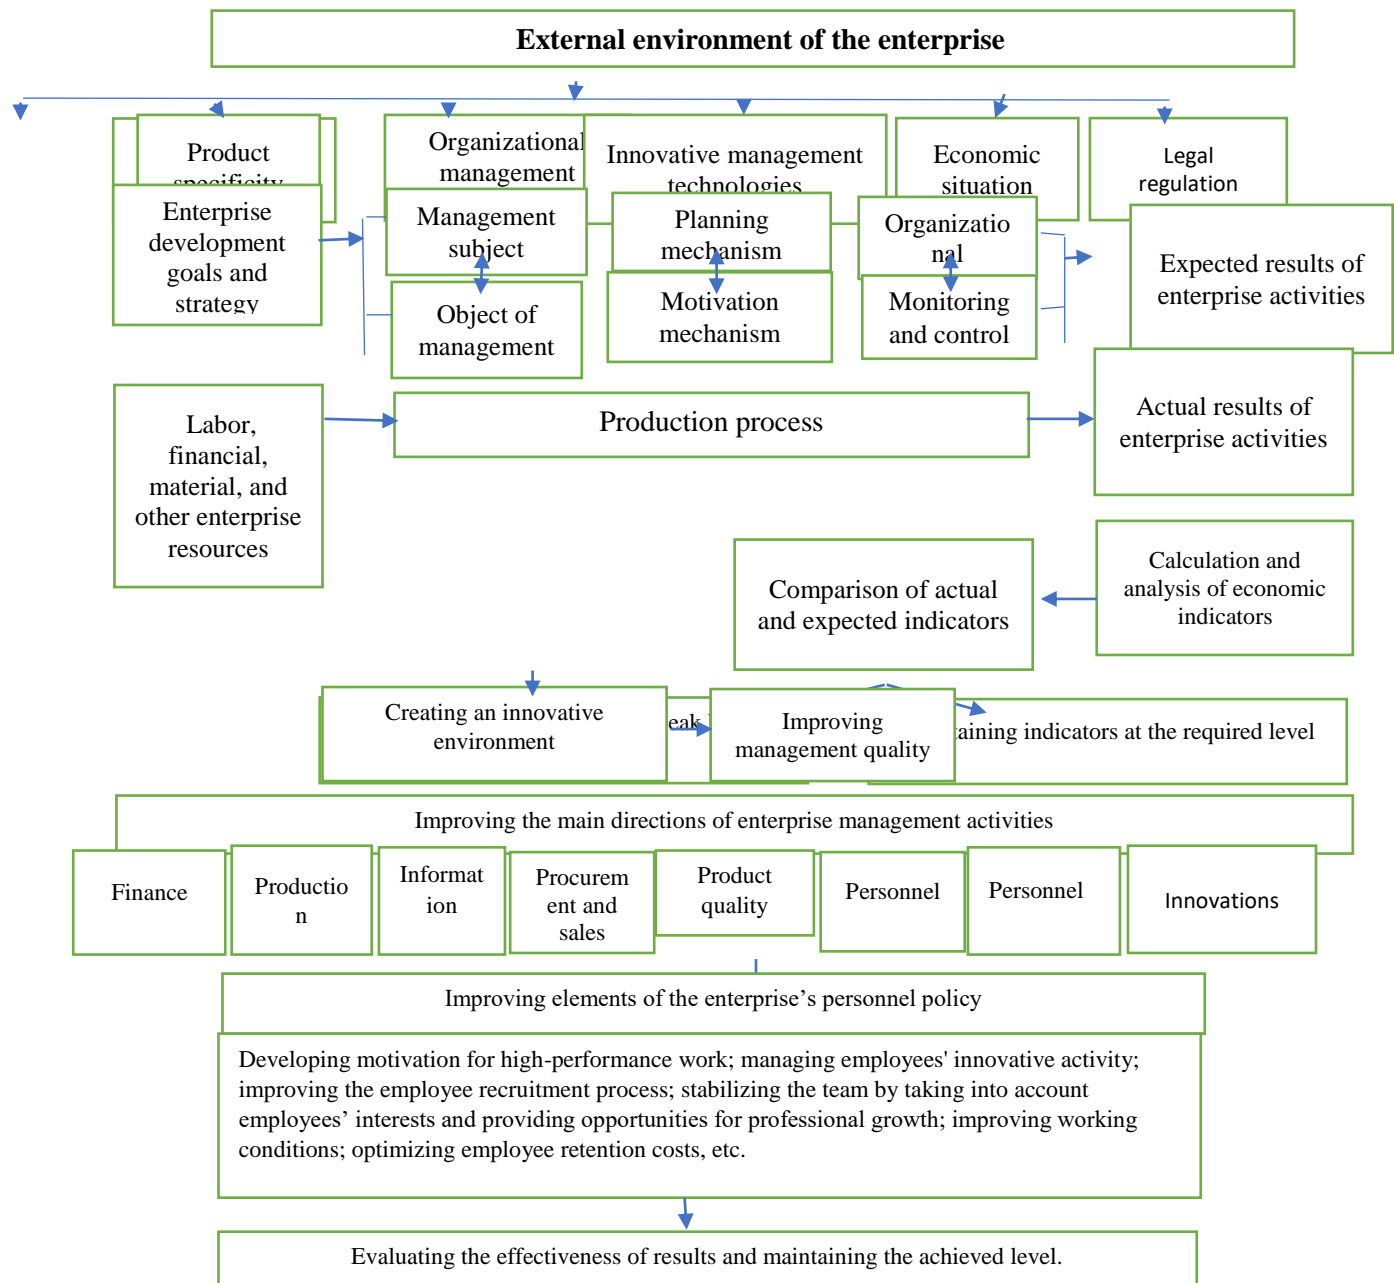 External environment of the enterprise
Product
specificity
Organizational
management
Innovative management
technologies
Economic
situation
Legal
regulation
Enterprise
development
goals and
strategy
Management
subject
Planning
mechanism
Organizatio
nal
Expected results of
enterprise activities
Object of
management
Motivation
mechanism
Monitoring
and control
Labor,
financial,
material, and
other enterprise
resources
Production process
Actual results of
enterprise activities
Comparison of actual
and expected indicators
Calculation and
analysis of economic
indicators
Creating an innovative
environment
Improving
management quality
indicators at the required level
Improving the main directions of enterprise management activities
Finance
Productio
n
Informat
ion
Procurem
ent and
sales
Product
quality
Personnel
Personnel
Innovations
Improving elements of the enterprise’s personnel policy
Developing motivation for high-performance work; managing employees' innovative activity;
improving the employee recruitment process; stabilizing the team by taking into account
employees’ interests and providing opportunities for professional growth; improving working
conditions; optimizing employee retention costs, etc.
Evaluating the effectiveness of results and maintaining the achieved level.